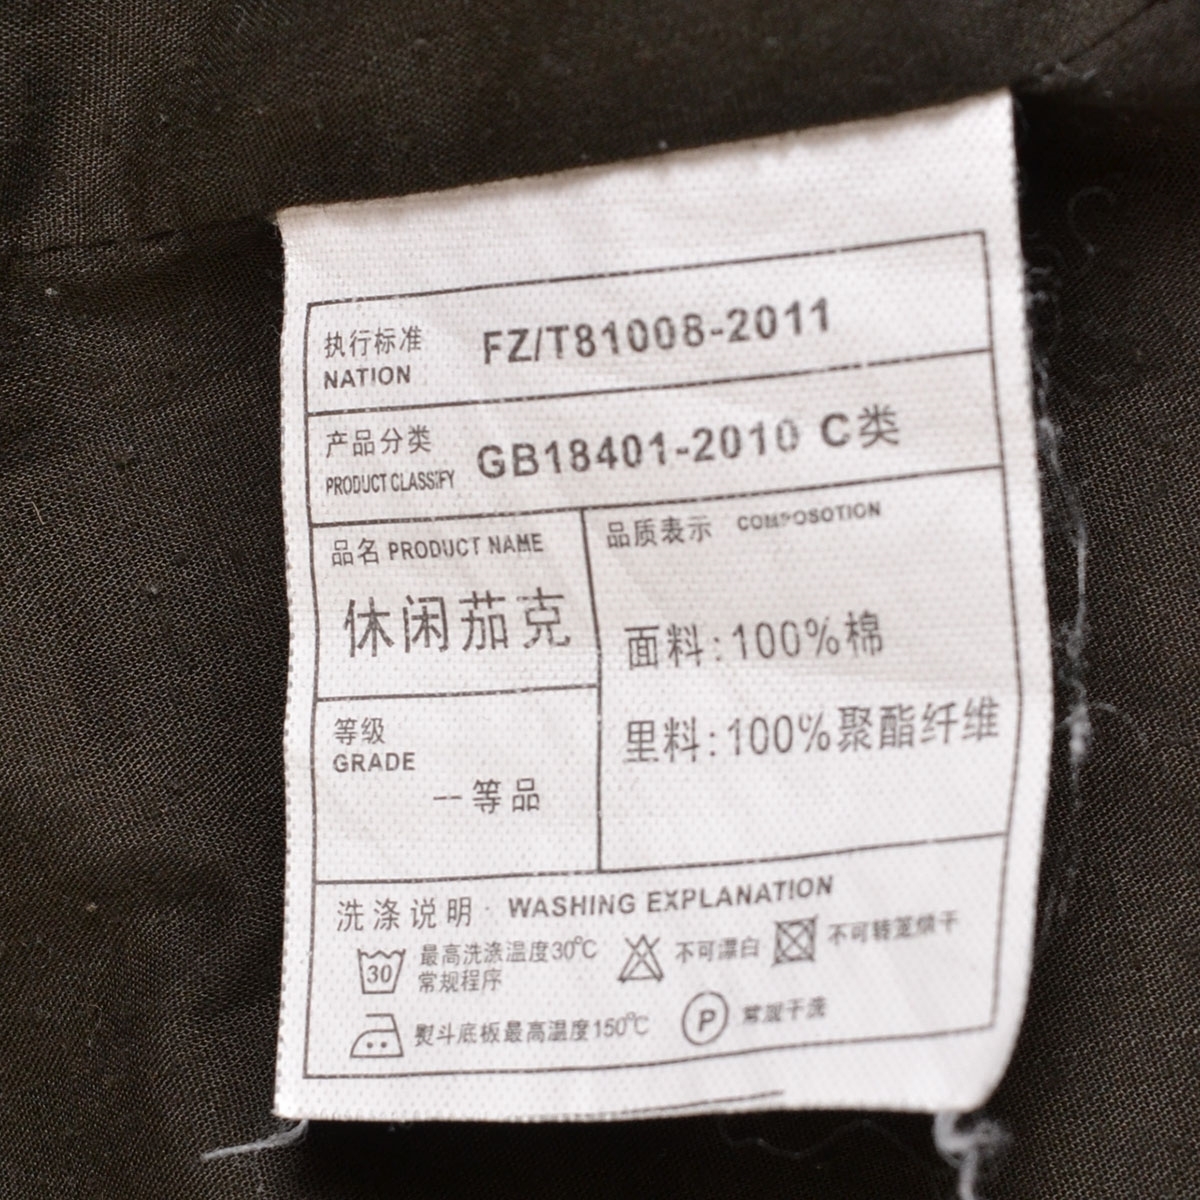 执行标准 FZ/T81008-2011
NATION
产品分类 GB18401-2010 C类
PRODUCT CLASSIFY
品名 PRODUCT NAME
休闲茄克
品质表示 COMPOSOTION
面料:100%棉
里料:100%聚酯纤维
等级
GRADE
一等品
洗涤说明 · WASHING EXPLANATION
30 最高洗涤温度30℃
常规程序
不可漂白
不可转笼烘干
熨斗底板最高温度150℃
P 常规干洗